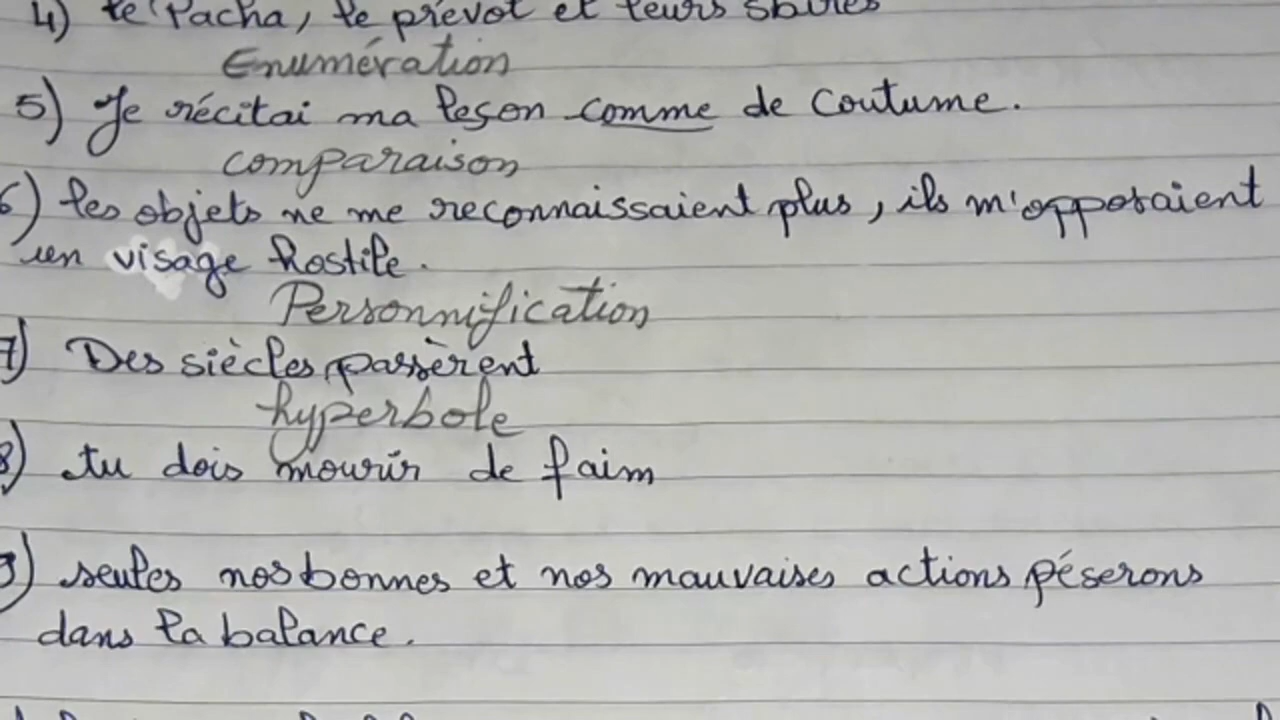 4) le Pacha, le prévot et leurs sbires
Enumération
5) Je récitai ma leçon comme de coutume.
comparaison
6) les objets ne me reconnaissaient plus, ils m'opposaient
un visage hostile.
Personnification
7) Des siècles passèrent
hyperbole
8) tu dois mourir de faim
9) seules nos bonnes et nos mauvaises actions péserons
dans la balance.